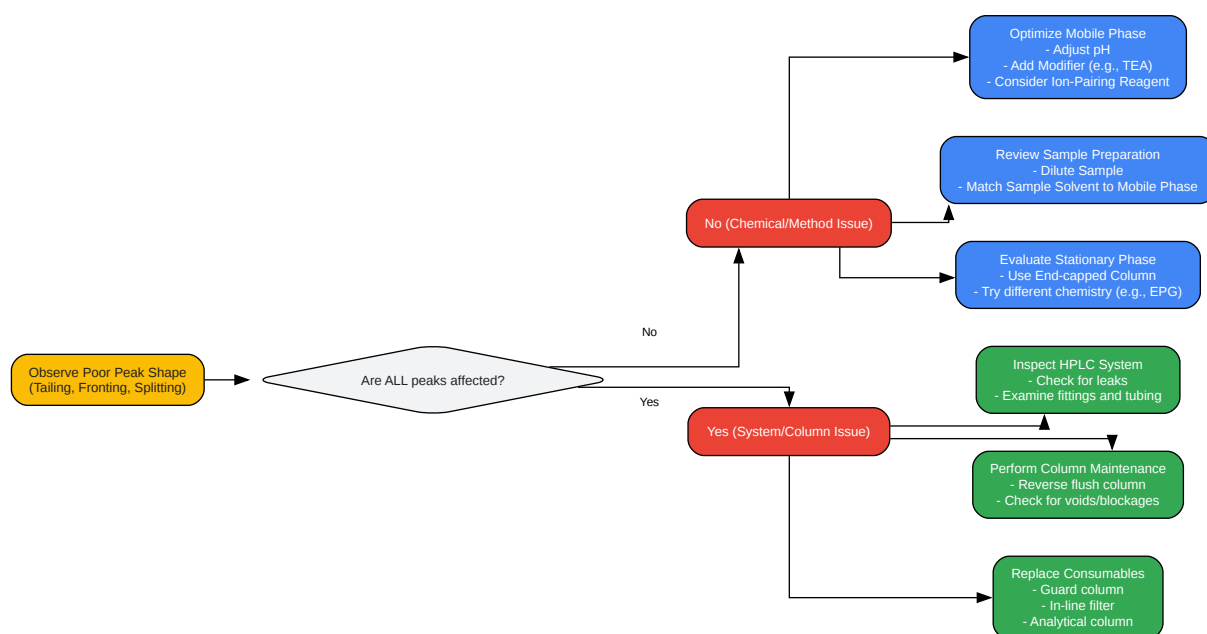 Observe Poor Peak Shape
(Tailing, Fronting, Splitting)
Are ALL peaks affected?
No
Yes
No (Chemical/Method Issue)
Yes (System/Column Issue)
Optimize Mobile Phase
- Adjust pH
- Add Modifier (e.g., TEA)
- Consider Ion-Pairing Reagent
Review Sample Preparation
- Dilute Sample
- Match Sample Solvent to Mobile Phase
Evaluate Stationary Phase
- Use End-capped Column
- Try different chemistry (e.g., EPG)
Inspect HPLC System
- Check for leaks
- Examine fittings and tubing
Perform Column Maintenance
- Reverse flush column
- Check for voids/blockages
Replace Consumables
- Guard column
- In-line filter
- Analytical column